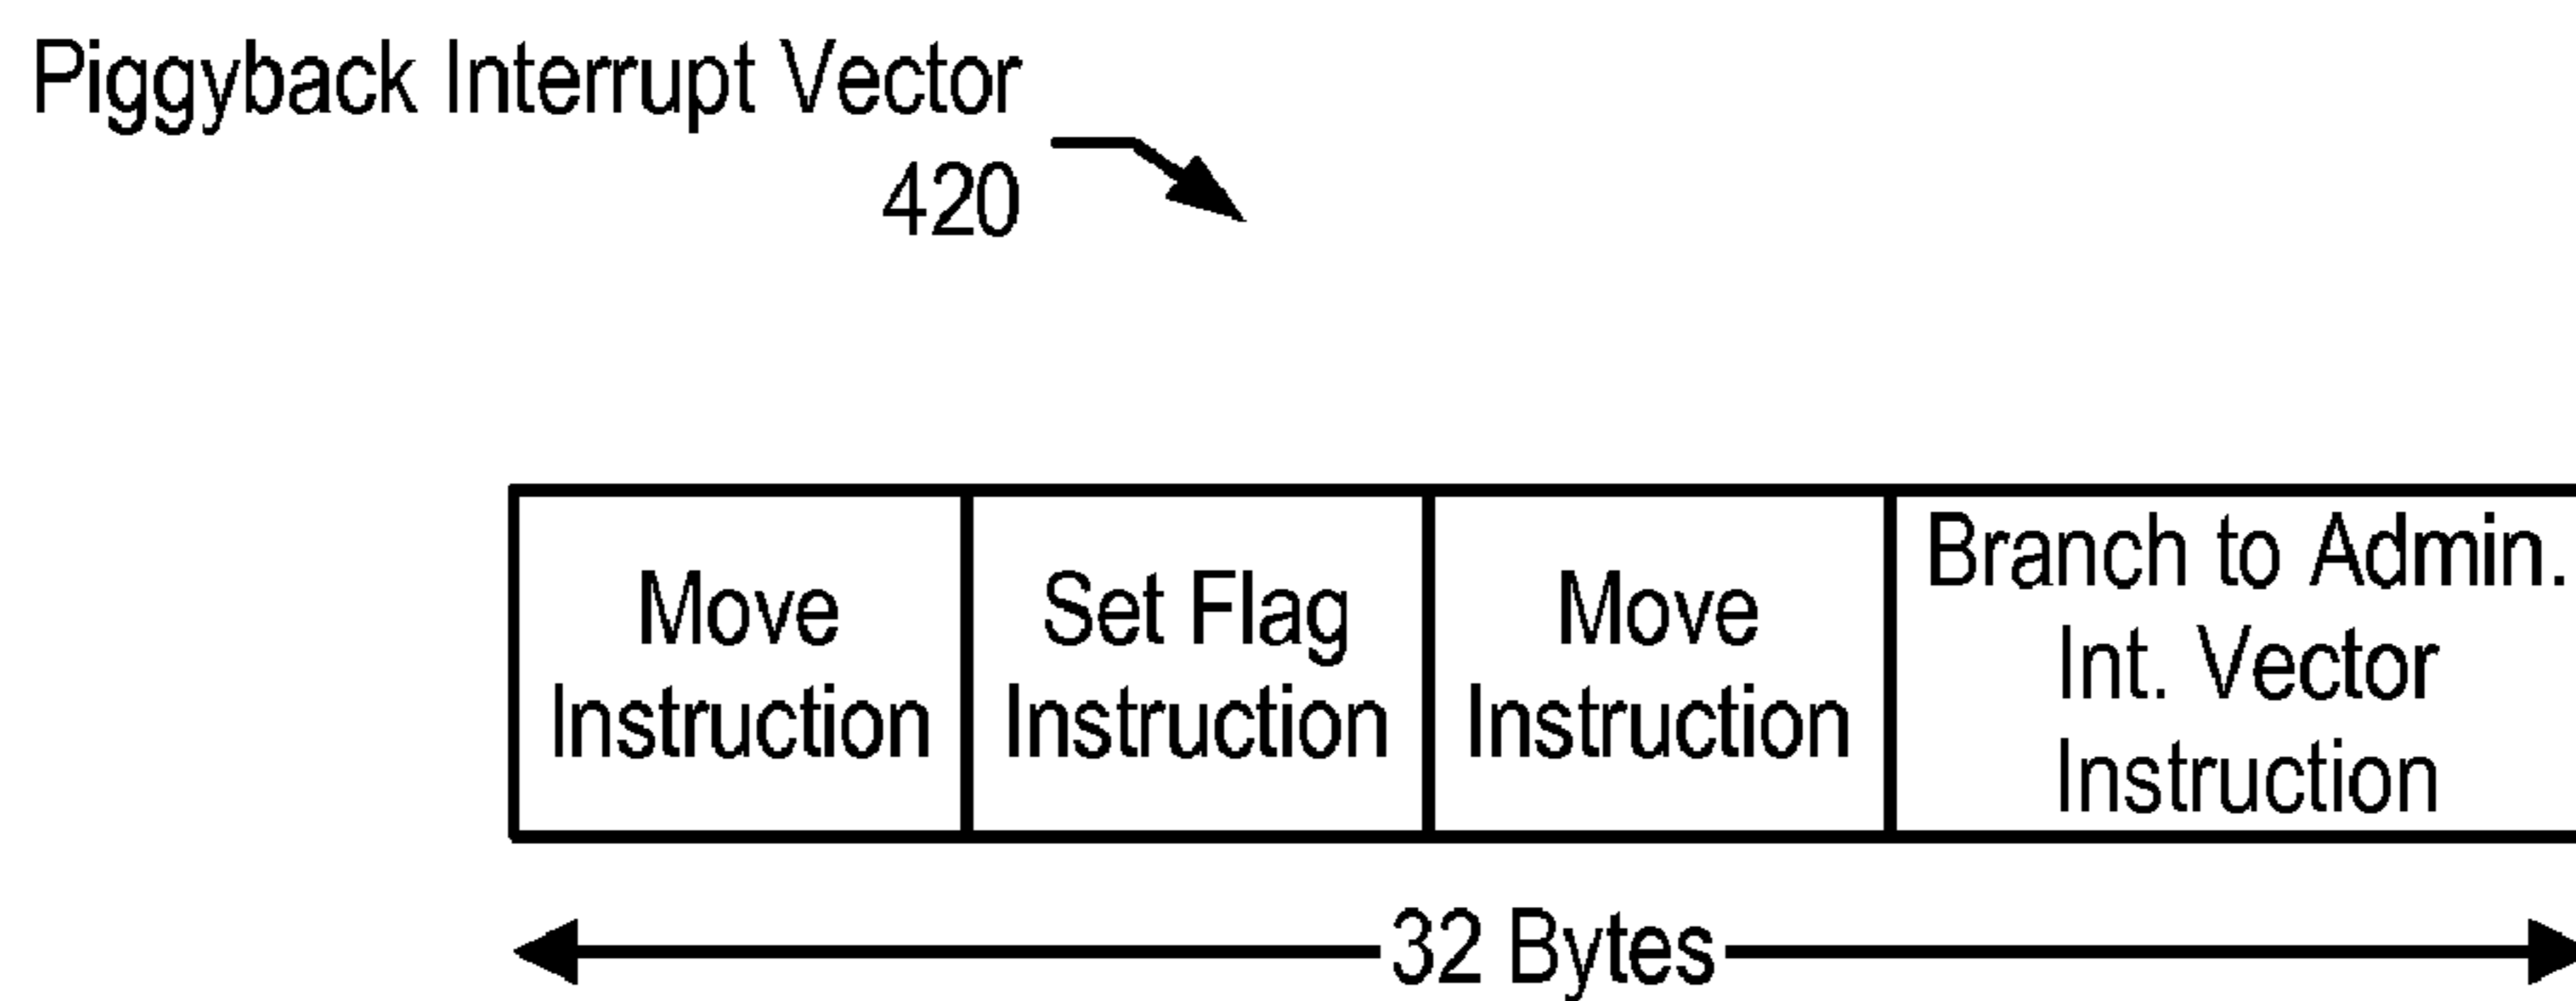 Piggyback Interrupt Vector
420
Move
Instruction
Set Flag
Instruction
Move
Instruction
Branch to Admin.
Int. Vector
Instruction
32 Bytes